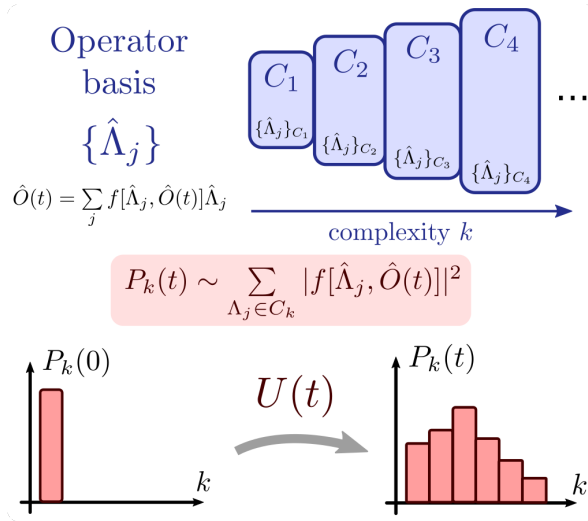 Operator
basis
{Λ̂_j}
Ô(t) = ∑_j f[Λ̂_j, Ô(t)]Λ̂_j
C_1 C_2 C_3 C_4 ...
{Λ̂_j}_{C_1} {Λ̂_j}_{C_2} {Λ̂_j}_{C_3} {Λ̂_j}_{C_4}
complexity k
P_k(t) ∼ ∑_{Λ_j∈C_k} |f[Λ̂_j, Ô(t)]|^2
P_k(0)
k
U(t)
P_k(t)
k